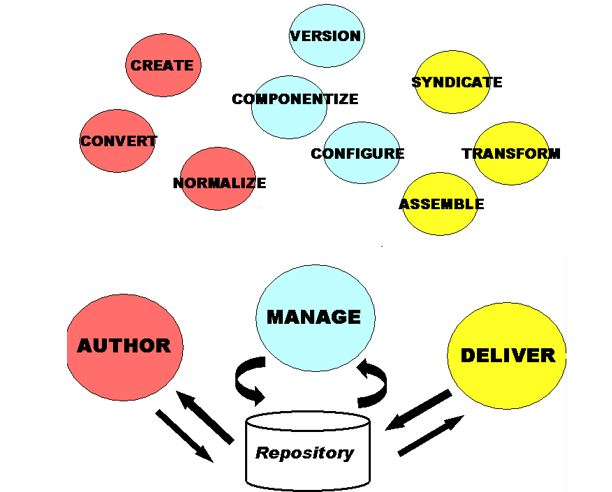 VERSION
CREATE
SYNDICATE
COMPONENTIZE
CONVERT
CONFIGURE
TRANSFORM
NORMALIZE
ASSEMBLE
MANAGE
AUTHOR
DELIVER
Repository